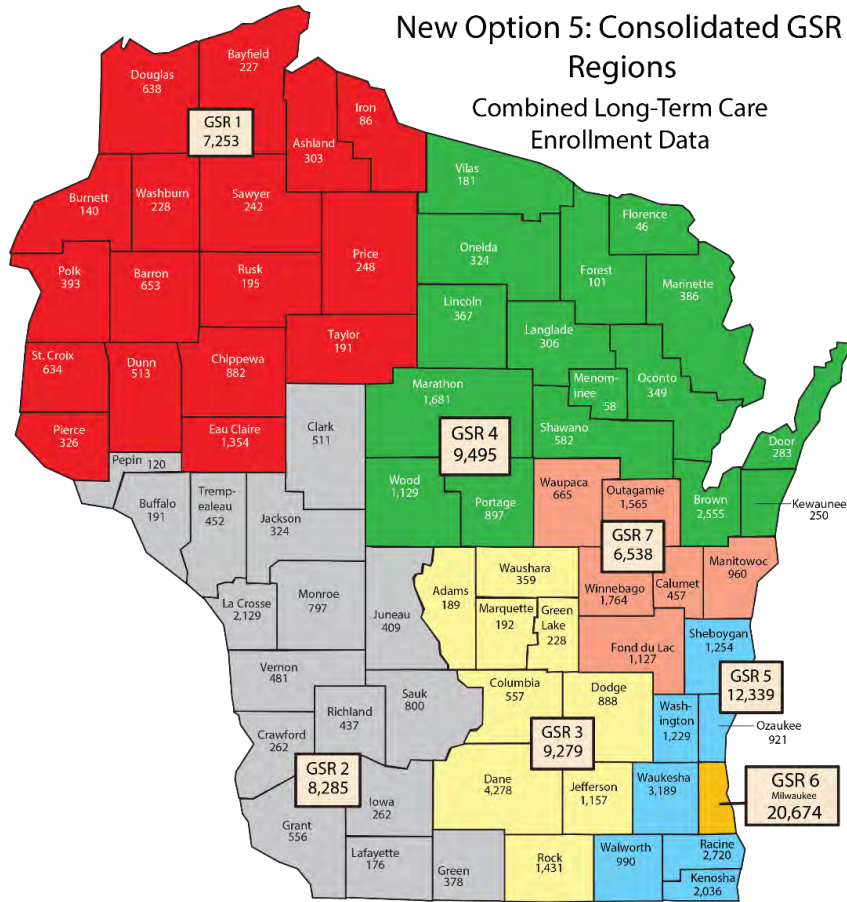 New Option 5: Consolidated GSR
Regions
Combined Long-Term Care
Enrollment Data
Douglas
638
Bayfield
227
Iron
86
GSR 1
7,253
Ashland
303
Vilas
181
Burnett
140
Washburn
228
Sawyer
242
Florence
46
Oneida
324
Forest
101
Polk
393
Barron
653
Rusk
195
Price
248
Marinette
386
Lincoln
367
Langlade
306
Taylor
191
St. Croix
634
Dunn
513
Chippewa
882
Marathon
1,681
Menom-
inee
58
Oconto
349
Pierce
326
Eau Claire
1,354
Clark
511
GSR 4
9,495
Shawano
582
Door
283
Pepin 120
Wood
1,129
Portage
897
Waupaca
665
Outagamie
1,565
Brown
2,555
Kewaunee
250
Buffalo
191
Tremp-
ealeau
452
Jackson
324
GSR 7
6,538
La Crosse
2,129
Monroe
797
Juneau
409
Adams
189
Waushara
359
Marquette
192
Green
Lake
228
Winnebago
1,764
Calumet
457
Manitowoc
960
Fond du Lac
1,127
Sheboygan
1,254
Vernon
481
Sauk
800
Columbia
557
Dodge
888
GSR 5
12,339
Richland
437
Crawford
262
Wash-
ington
1,229
Ozaukee
921
GSR 3
9,279
GSR 2
8,285
Dane
4,278
Jefferson
1,157
Waukesha
3,189
GSR 6
Milwaukee
20,674
Iowa
262
Grant
556
Lafayette
176
Green
378
Rock
1,431
Walworth
990
Racine
2,720
Kenosha
2,036